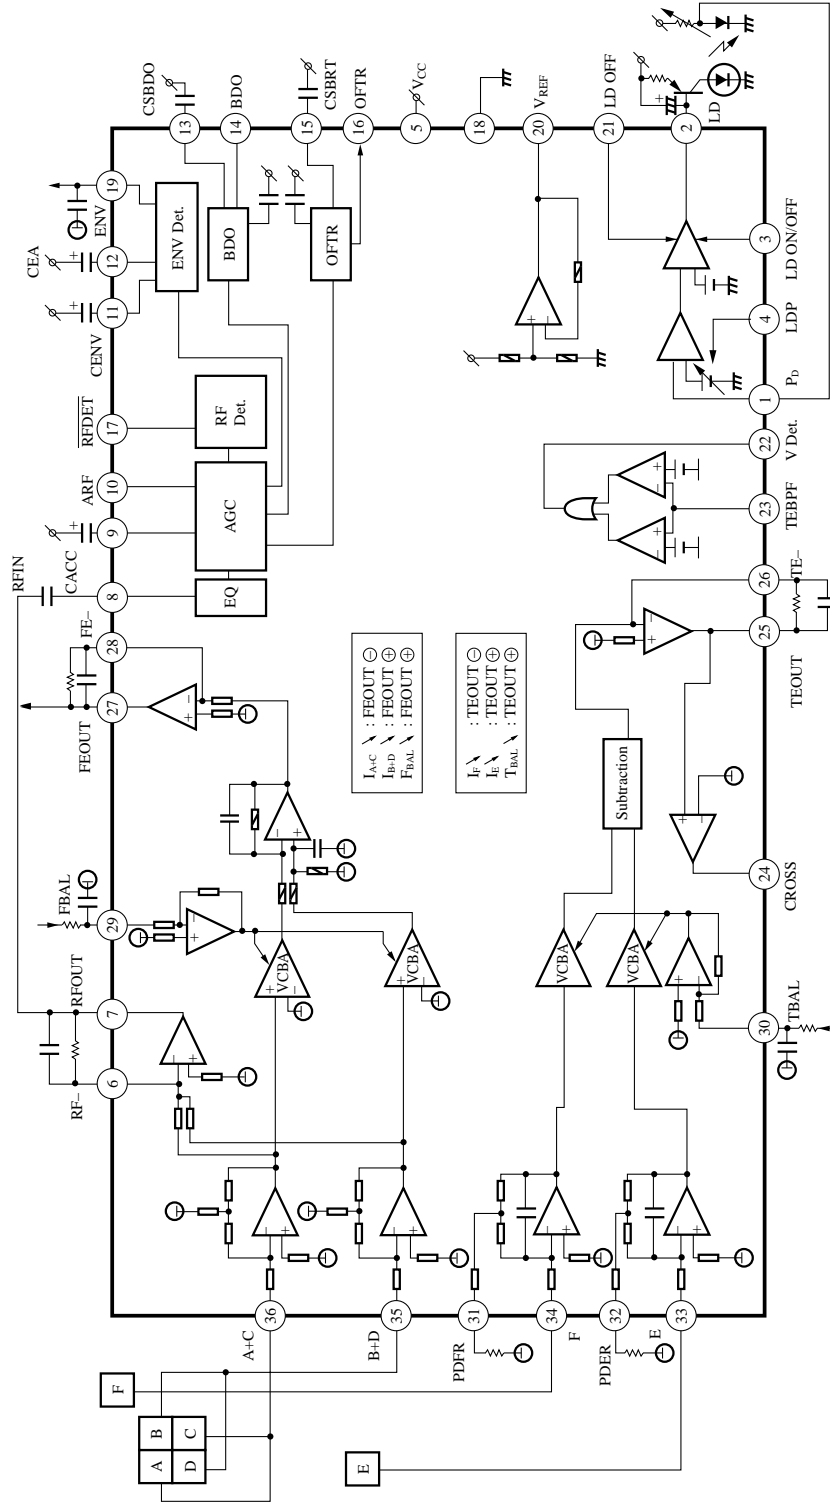 CSBDO
BDO
CSBRT
OFTR
VCC
VREF
LD OFF
LD
13
14
15
16
5
18
20
21
2
ENV
19
CEA
12
CENV
11
RFDET
17
ARF
10
CACC
9
RFIN
8
FE−
28
FEOUT
27
FBAL
29
RFOUT
7
RF−
6
ENV Det.
BDO
OFTR
RF
Det.
AGC
EQ
IA+C : FEOUT −
IB+D : FEOUT +
FBAL : FEOUT +
IF : TEOUT −
IE : TEOUT +
TBAL : TEOUT +
Subtraction
VCBA
VCBA
VCBA
VCBA
3
LD ON/OFF
4
LDP
1
PD
22
V Det.
23
TEBPF
26
TE−
25
TEOUT
24
CROSS
30
TBAL
36
A+C
35
B+D
31
PDFR
34
F
32
PDER
33
E
F
A B
D C
E